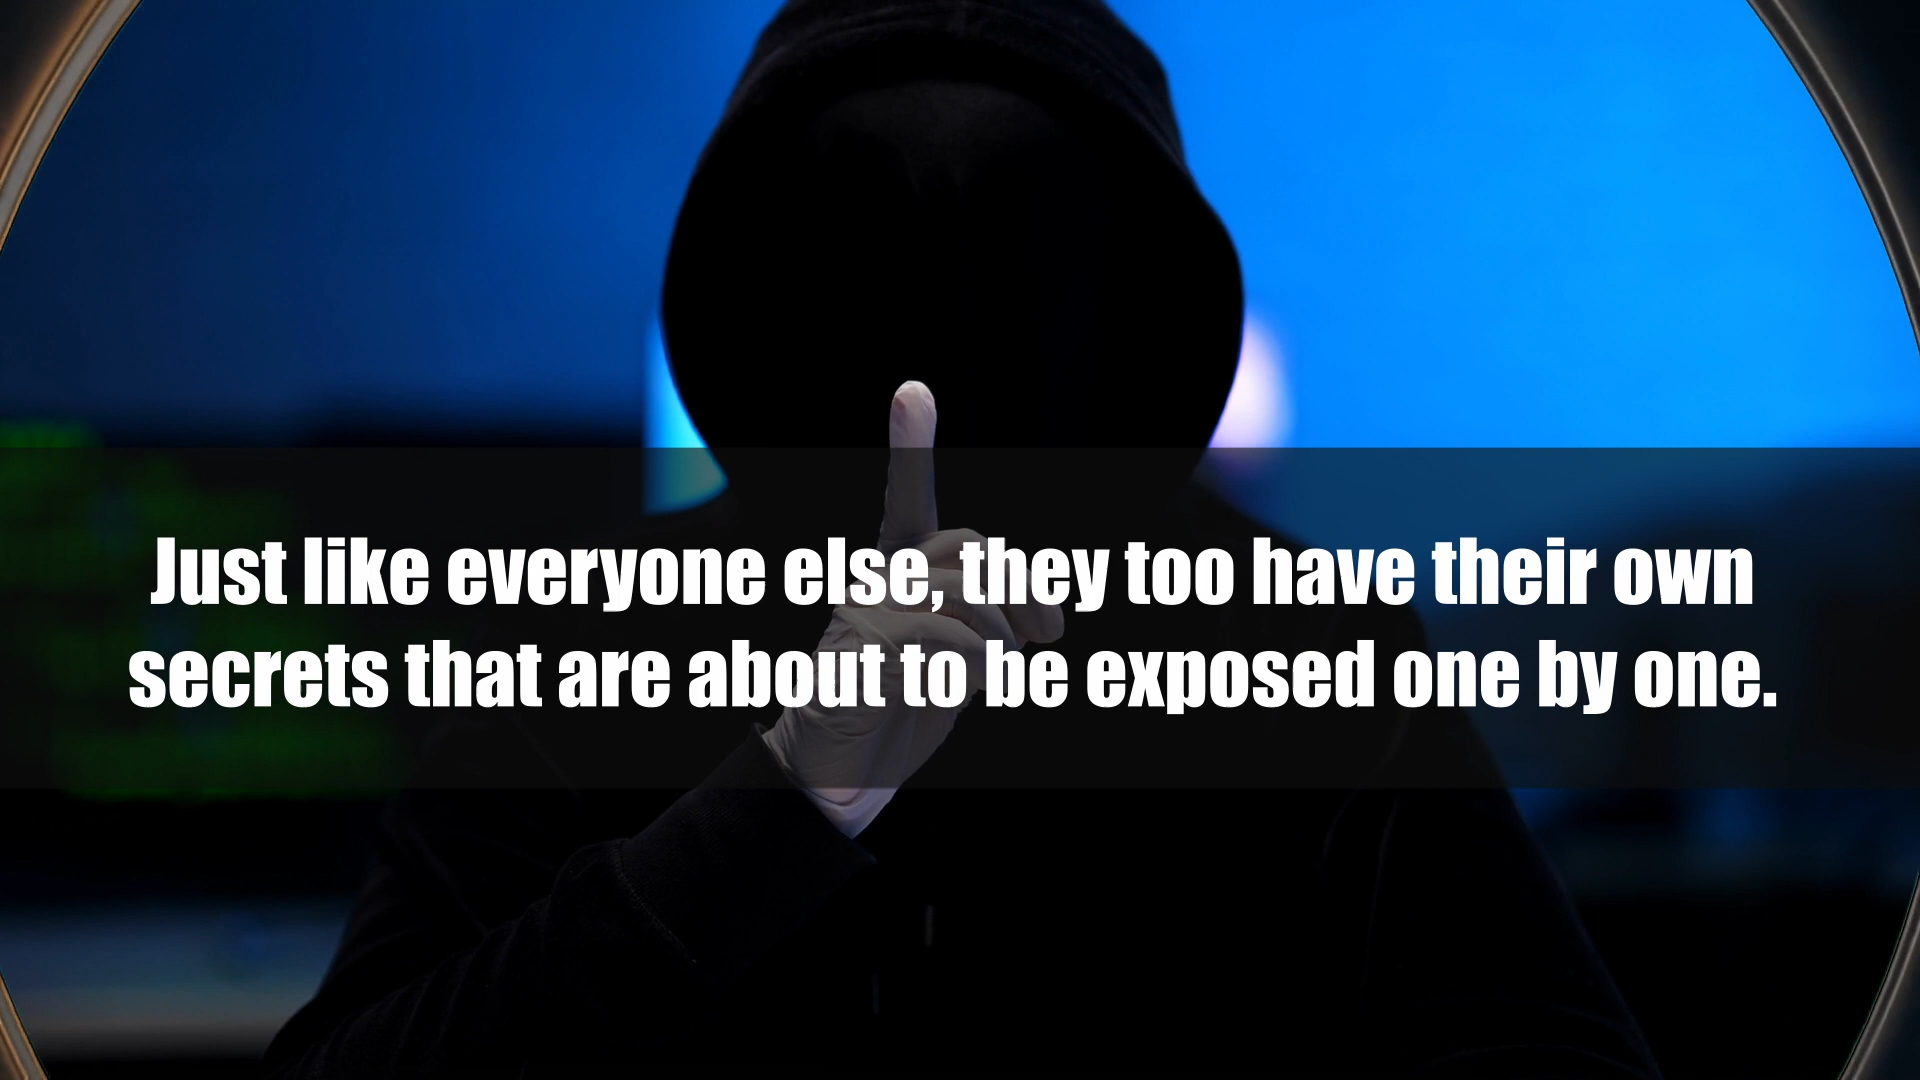 Just like everyone else, they too have their own
secrets that are about to be exposed one by one.